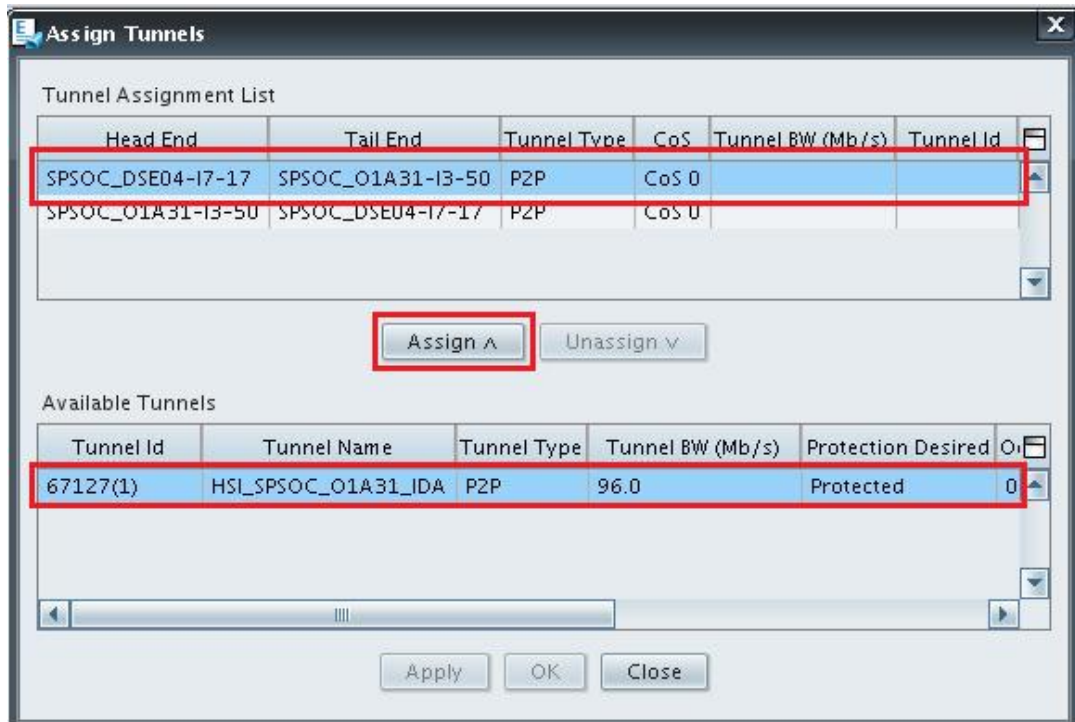 Assign Tunnels
Tunnel Assignment List
Head End Tail End Tunnel Type CoS Tunnel BW (Mb/s) Tunnel Id
SPSOC_DSE04-I7-17 SPSOC_O1A31-I3-50 P2P CoS 0
SPSOC_O1A31-I3-50 SPSOC_DSE04-I7-17 P2P CoS 0
Assign ∧ Unassign ∨
Available Tunnels
Tunnel Id Tunnel Name Tunnel Type Tunnel BW (Mb/s) Protection Desired
67127(1) HSI_SPSOC_O1A31_IDA P2P 96.0 Protected 0
Apply OK Close